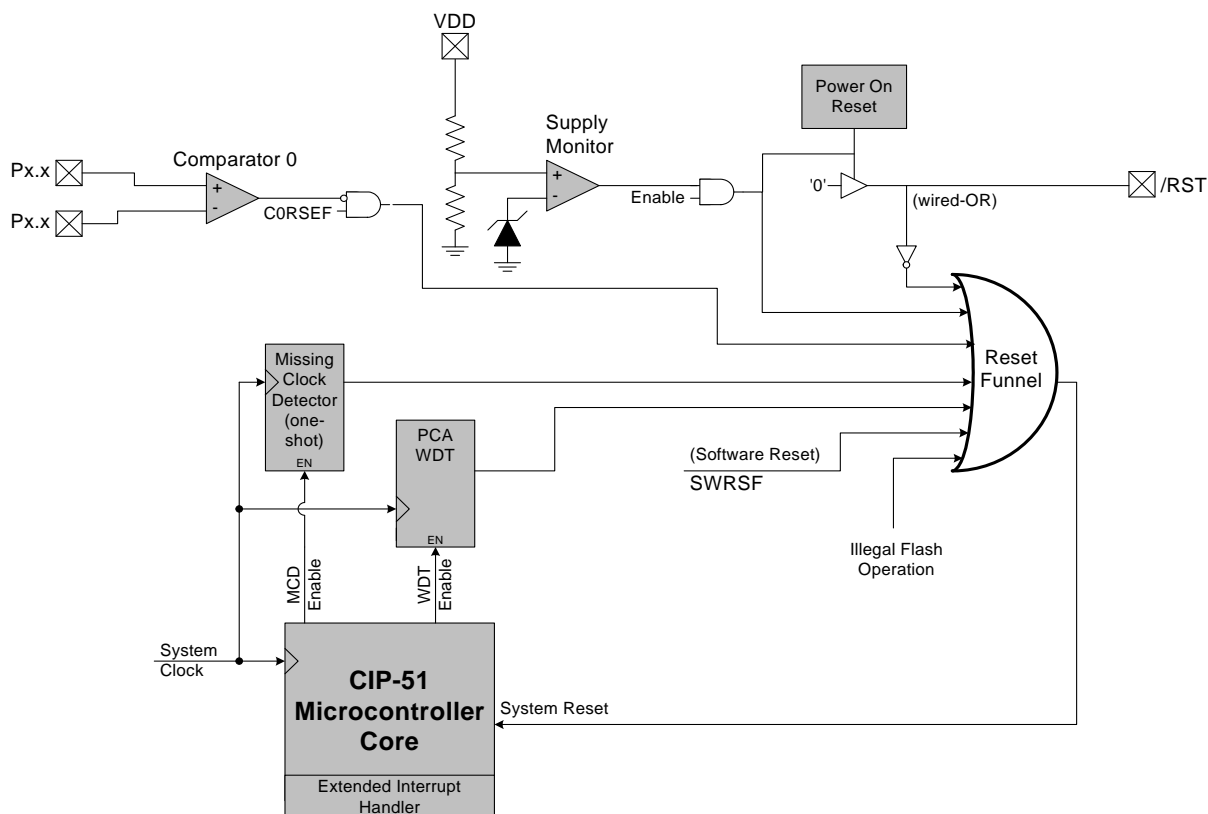 VDD
Power On
Reset
Supply
Monitor
Comparator 0
Px.x
+
-
Px.x
C0RSEF
+
-
Enable
'0'
(wired-OR)
/RST
Reset
Funnel
Missing
Clock
Detector
(one-
shot)
EN
PCA
WDT
EN
(Software Reset)
SWRSF
Illegal Flash
Operation
MCD
Enable
WDT
Enable
System
Clock
CIP-51
Microcontroller
Core
System Reset
Extended Interrupt
Handler